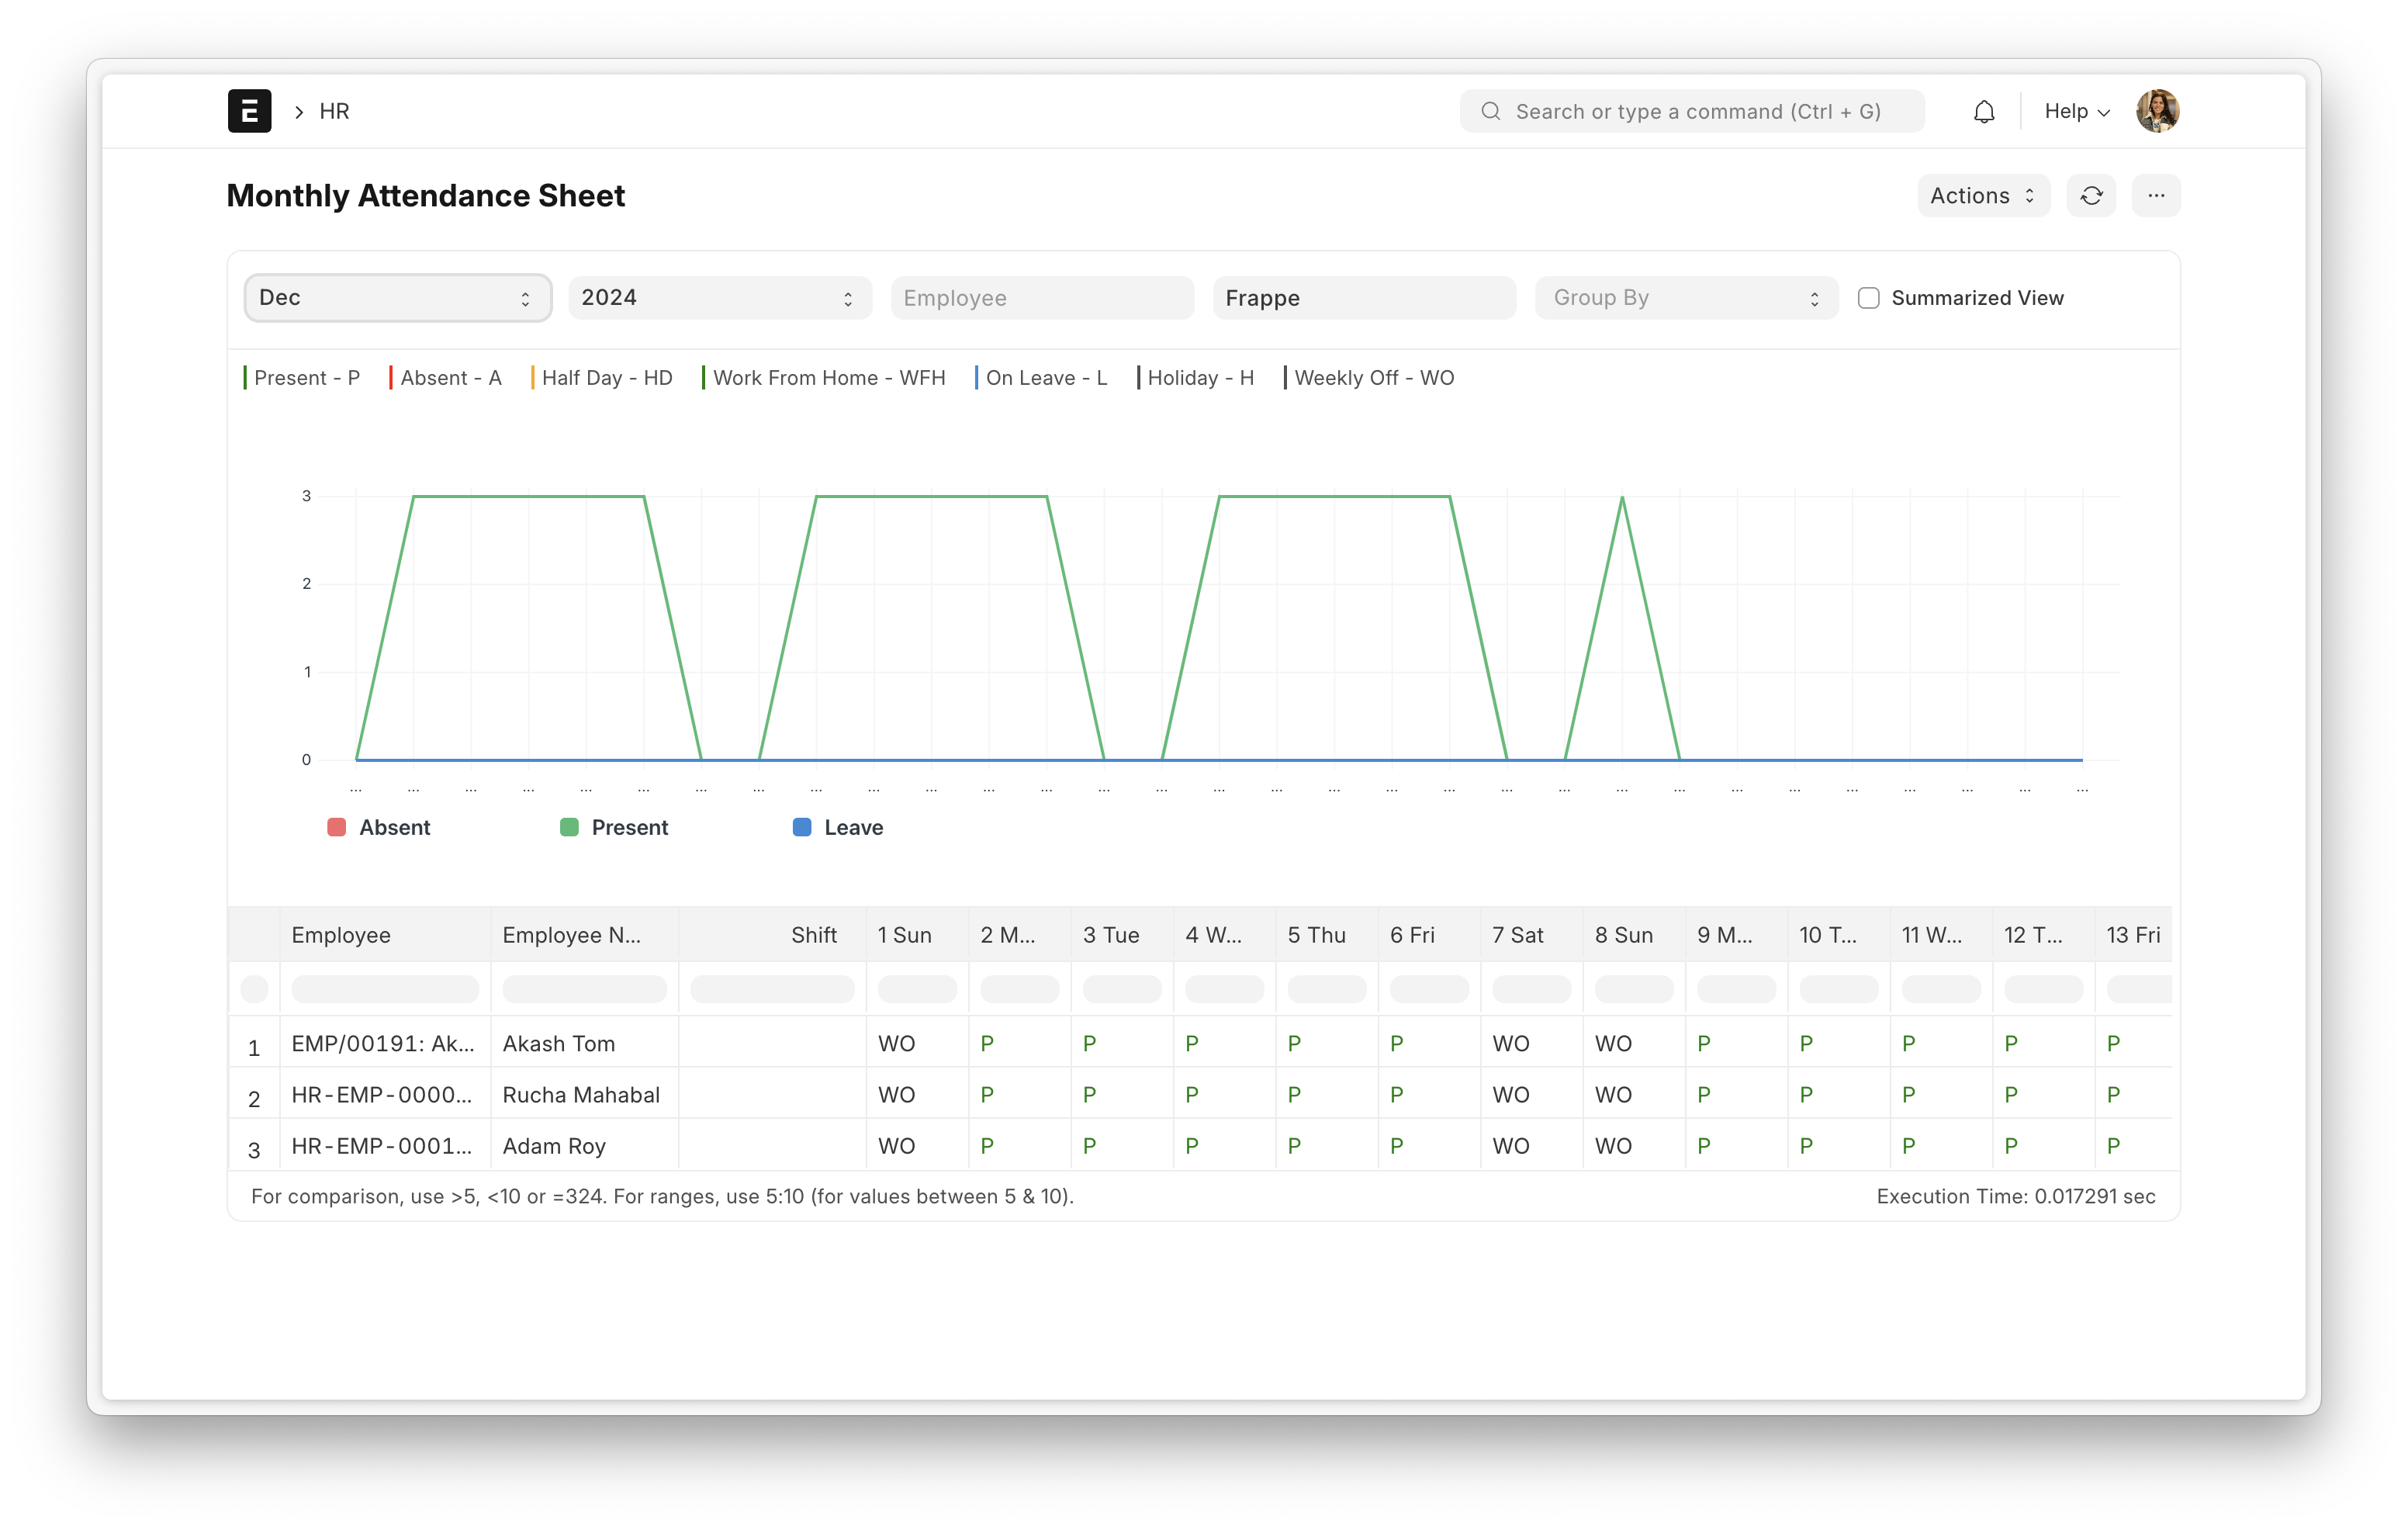 E > HR Search or type a command (Ctrl + G) Help
Monthly Attendance Sheet Actions ...
Dec 2024 Employee Frappe Group By Summarized View
Present - P Absent - A Half Day - HD Work From Home - WFH On Leave - L Holiday - H Weekly Off - WO
3
2
1
0
... ... ... ... ... ... ... ... ... ... ... ... ... ... ... ... ... ... ... ... ... ... ... ... ... ... ... ... ... ... ...
Absent Present Leave
Employee Employee N... Shift 1 Sun 2 M... 3 Tue 4 W... 5 Thu 6 Fri 7 Sat 8 Sun 9 M... 10 T... 11 W... 12 T... 13 Fri
1 EMP/00191: Ak... Akash Tom WO P P P P P WO WO P P P P P
2 HR-EMP-0000... Rucha Mahabal WO P P P P P WO WO P P P P P
3 HR-EMP-0001... Adam Roy WO P P P P P WO WO P P P P P
For comparison, use >5, <10 or =324. For ranges, use 5:10 (for values between 5 & 10). Execution Time: 0.017291 sec